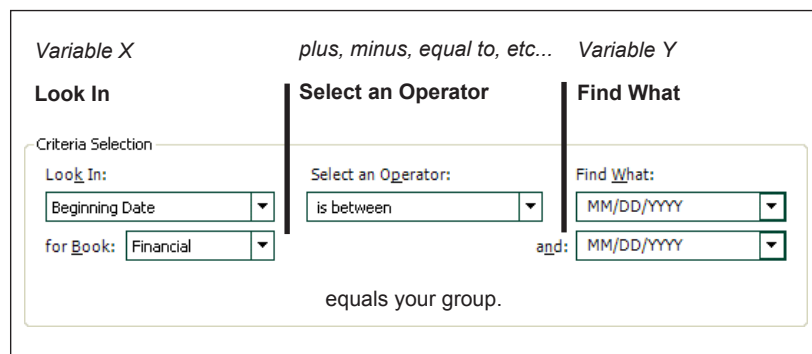 Variable X plus, minus, equal to, etc... Variable Y
Look In Select an Operator Find What
Criteria Selection
Look In: Select an Operator: Find What:
Beginning Date is between MM/DD/YYYY
for Book: Financial and: MM/DD/YYYY
equals your group.